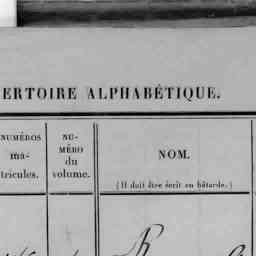 ERTOIRE ALPHABÉTIQUE.
NUMÉROS
ma-
tricules.
NU-
MÉRO
du
volume.
NOM.
(Il doit être écrit en bâtarde.)